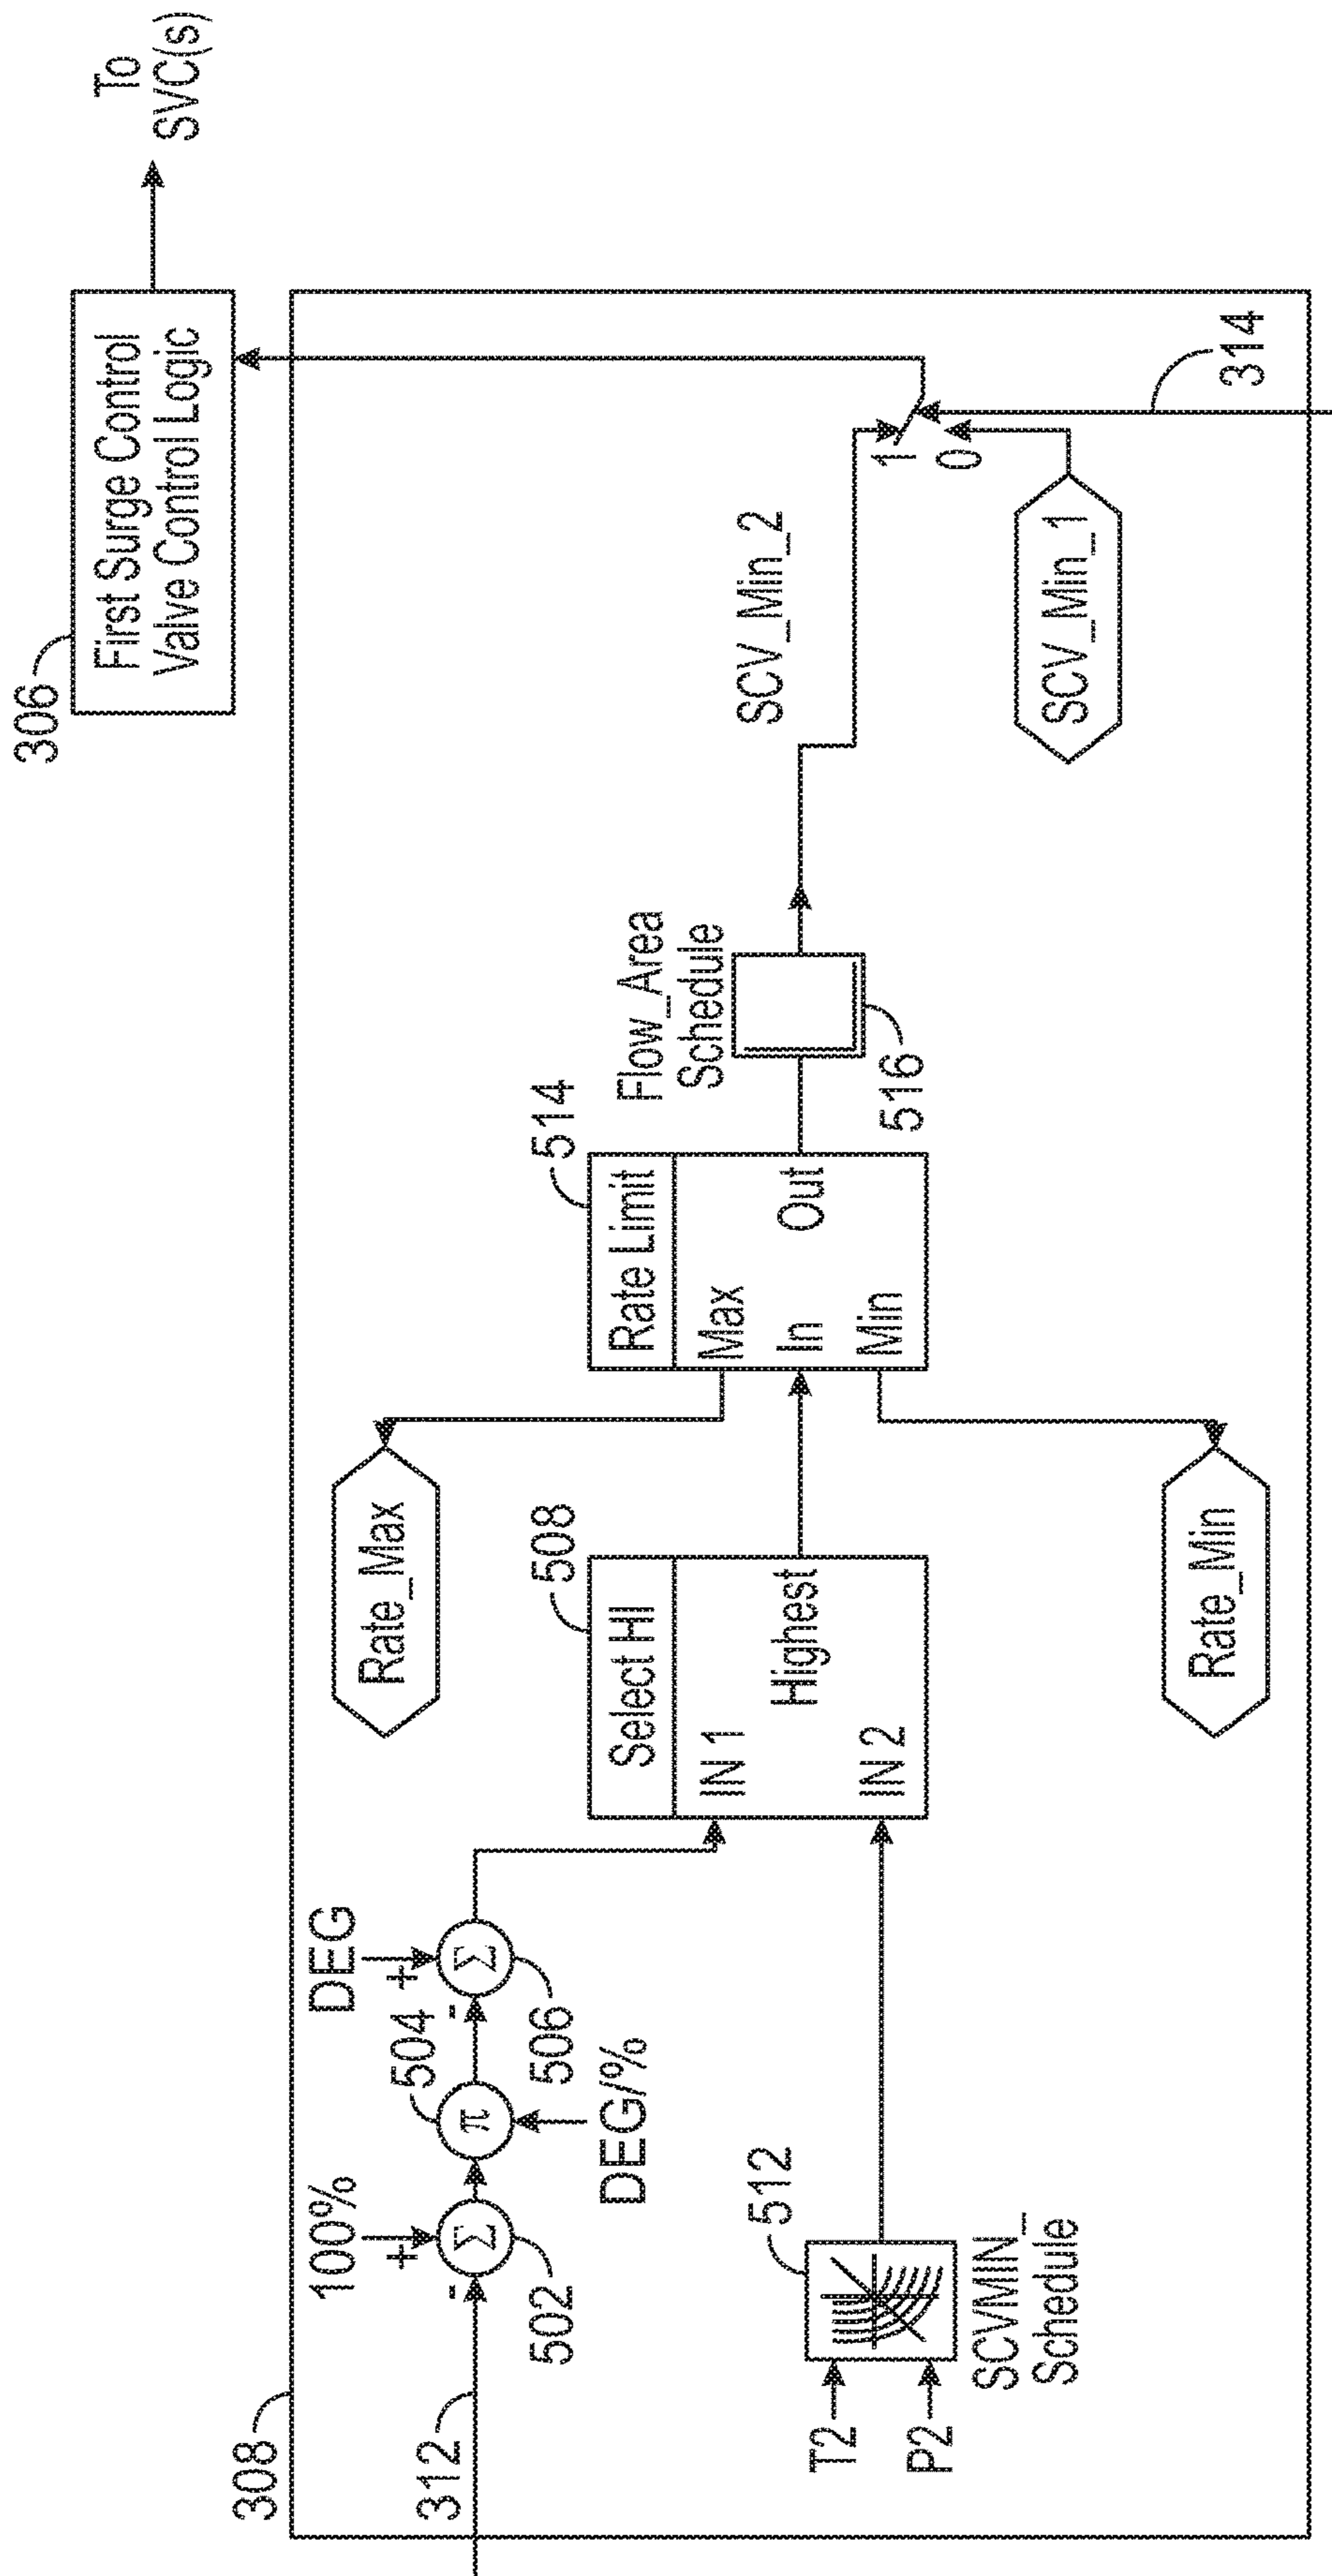 To
SVC(s)
306
First Surge Control
Valve Control Logic
308
312
100%
+
-
Σ
502
504
π
DEG/%
DEG
+
-
Σ
506
512
T2
P2
SCVMIN_
Schedule
508
Select HI
IN 1
Highest
IN 2
Rate_Max
Rate_Min
514
Rate Limit
Max
In
Out
Min
Flow_Area
Schedule
516
SCV_Min_2
1
0
SCV_Min_1
314